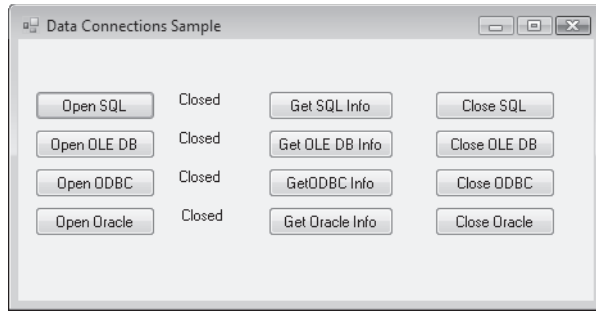 Data Connections Sample
Open SQL Closed Get SQL Info Close SQL
Open OLE DB Closed Get OLE DB Info Close OLE DB
Open ODBC Closed GetODBC Info Close ODBC
Open Oracle Closed Get Oracle Info Close Oracle